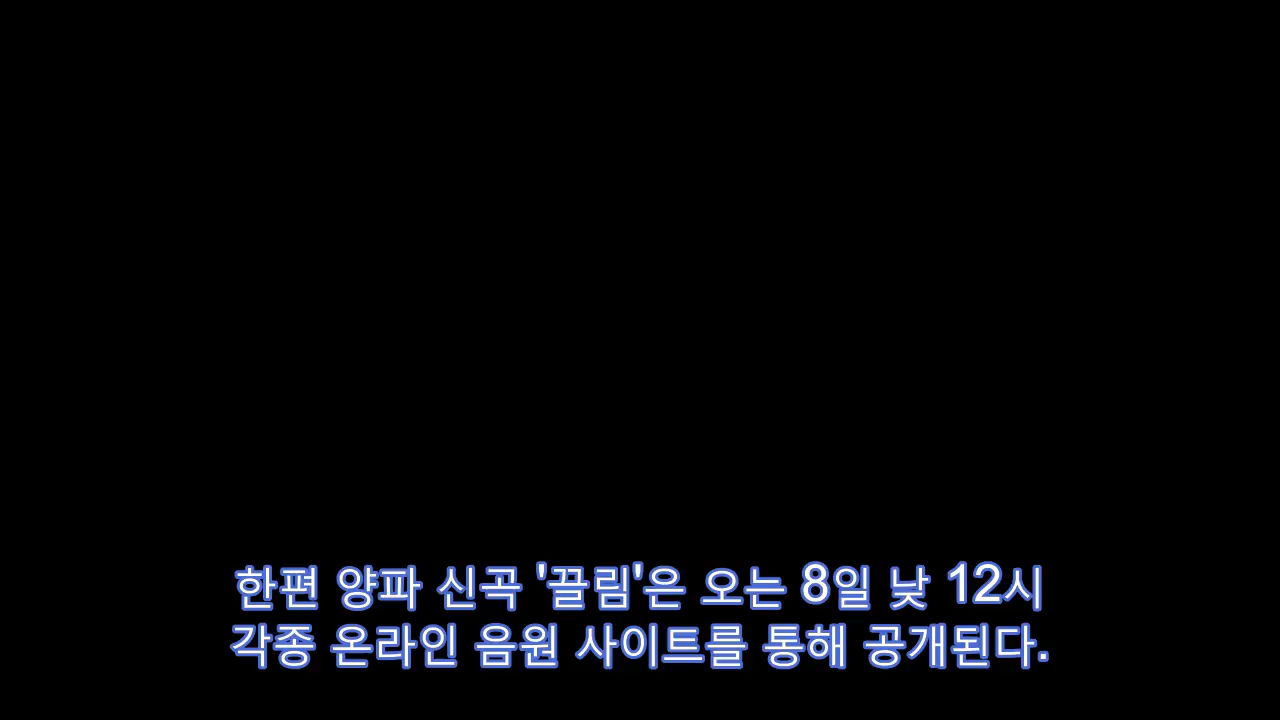 한편 양파 신곡 '끌림'은 오는 8일 낮 12시
각종 온라인 음원 사이트를 통해 공개된다.